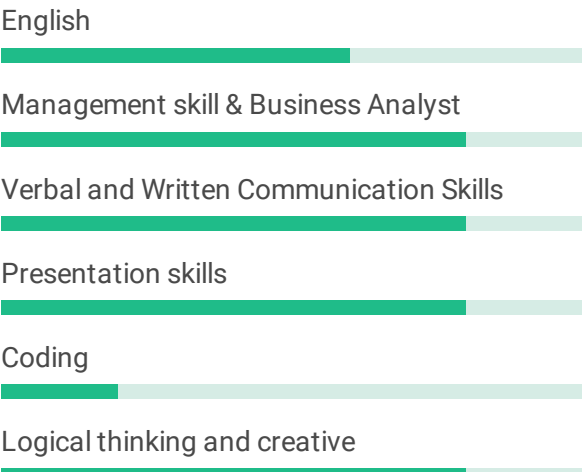 English
Management skill & Business Analyst
Verbal and Written Communication Skills
Presentation skills
Coding
Logical thinking and creative